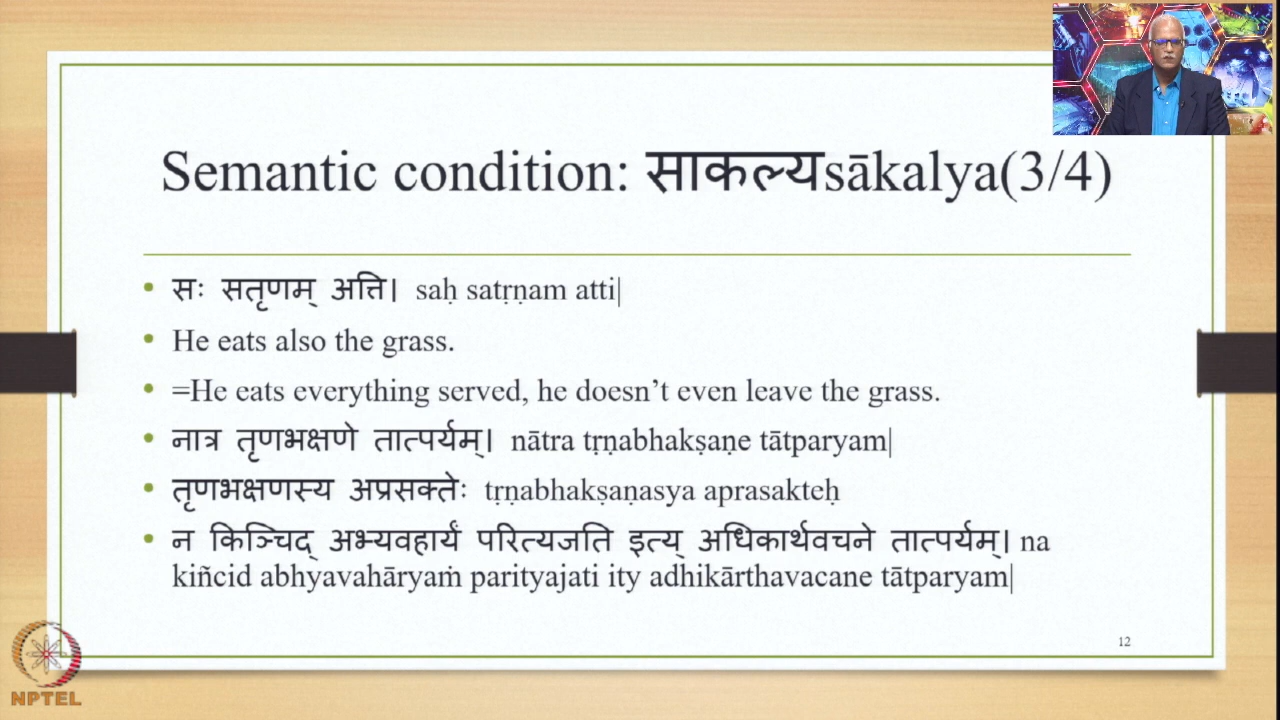 Semantic condition: साकल्यsākalya(3/4)
• सः सतृणम् अत्ति। saḥ satṛṇam atti|
• He eats also the grass.
• =He eats everything served, he doesn’t even leave the grass.
• नात्र तृणभक्षणे तात्पर्यम्। nātra tṛṇabhakṣaṇe tātparyam|
• तृणभक्षणस्य अप्रसक्तेः tṛṇabhakṣaṇasya aprasakteḥ
• न किञ्चिद् अभ्यवहार्यं परित्यजति इत्य् अधिकार्थवचने तात्पर्यम्। na
kiñcid abhyavahāryaṁ parityajati ity adhikārthavacane tātparyam|
12
NPTEL